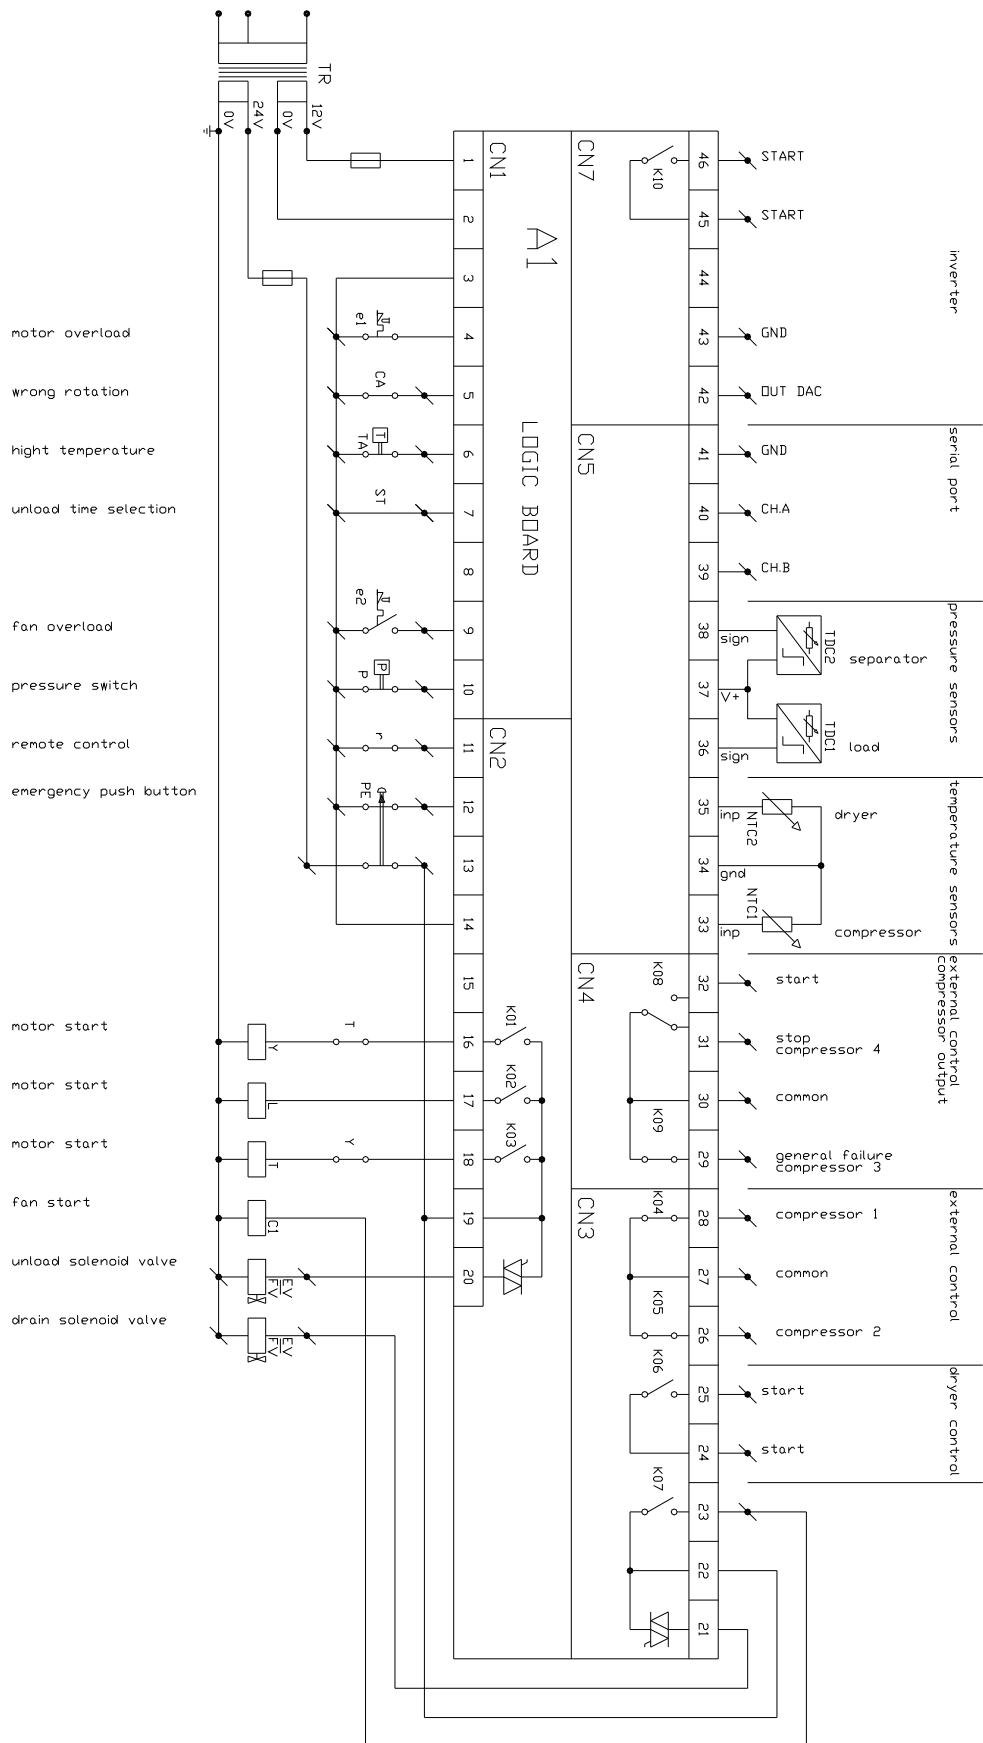 TR
12V
0V
24V
0V
CN1
CN7
A1
LOGIC BOARD
1
2
3
4
5
6
7
8
9
10
CN2
11
12
13
14
15
16
17
18
19
20
CN5
CN4
CN3
46
45
44
43
42
41
40
39
38
37
36
35
34
33
32
31
30
29
28
27
26
25
24
23
22
21
motor overload
wrong rotation
hight temperature
unload time selection
fan overload
pressure switch
remote control
emergency push button
motor start
motor start
motor start
fan start
unload solenoid valve
drain solenoid valve
e1
CA
T
TA
ST
e2
P
P
r
PE
T
Y
L
Y
T
C1
EV
FV
EV
FV
K01
K02
K03
K10
K08
K09
K04
K05
K06
K07
START
START
inverter
GND
OUT DAC
GND
CH.A
CH.B
serial port
sign
TDC2
separator
V+
TDC1
load
sign
pressure sensors
inp
NTC2
dryer
gnd
NTC1
inp
compressor
temperature sensors
external control
compressor output
start
stop
compressor 4
common
general failure
compressor 3
external control
compressor 1
common
compressor 2
dryer control
start
start